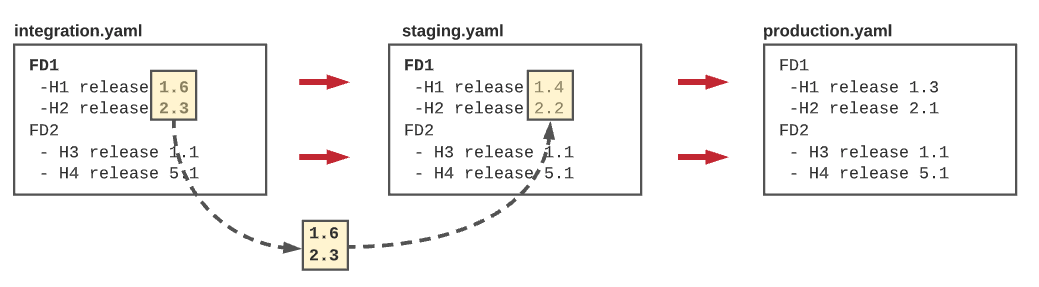 integration.yaml
FD1
-H1 release 1.6
-H2 release 2.3
FD2
- H3 release 1.1
- H4 release 5.1
staging.yaml
FD1
-H1 release 1.4
-H2 release 2.2
FD2
- H3 release 1.1
- H4 release 5.1
production.yaml
FD1
-H1 release 1.3
-H2 release 2.1
FD2
- H3 release 1.1
- H4 release 5.1
1.6
2.3